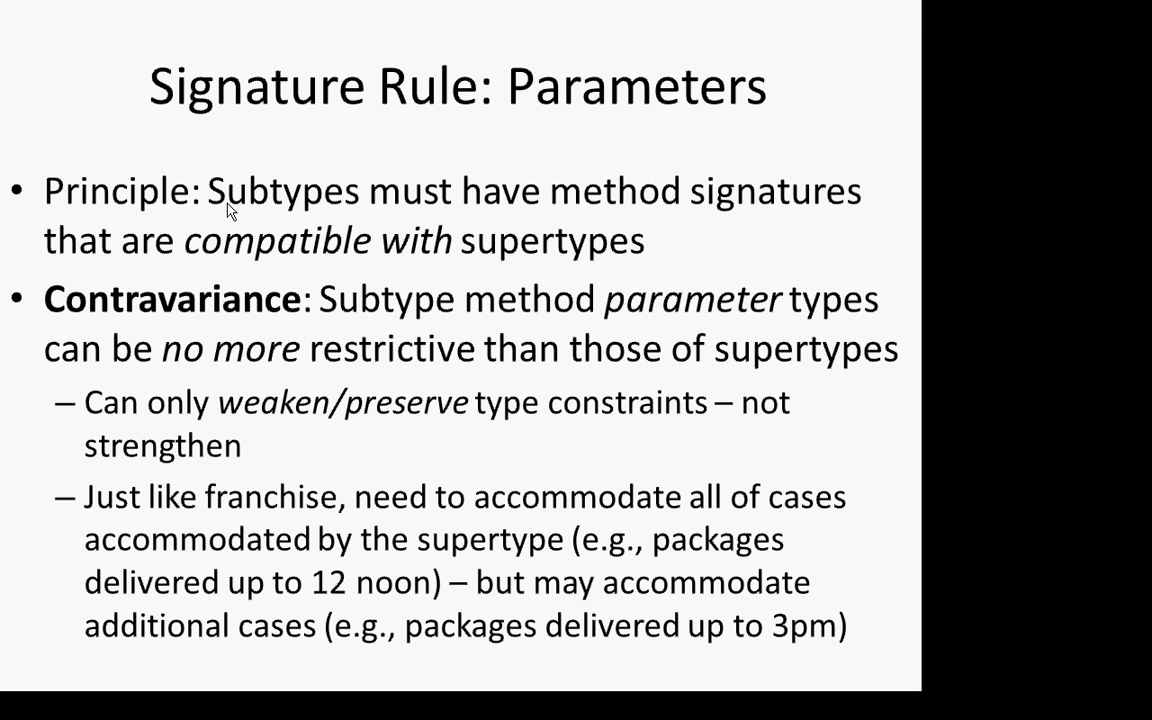 Signature Rule: Parameters
• Principle: Subtypes must have method signatures
that are compatible with supertypes
• Contravariance: Subtype method parameter types
can be no more restrictive than those of supertypes
– Can only weaken/preserve type constraints – not
strengthen
– Just like franchise, need to accommodate all of cases
accommodated by the supertype (e.g., packages
delivered up to 12 noon) – but may accommodate
additional cases (e.g., packages delivered up to 3pm)